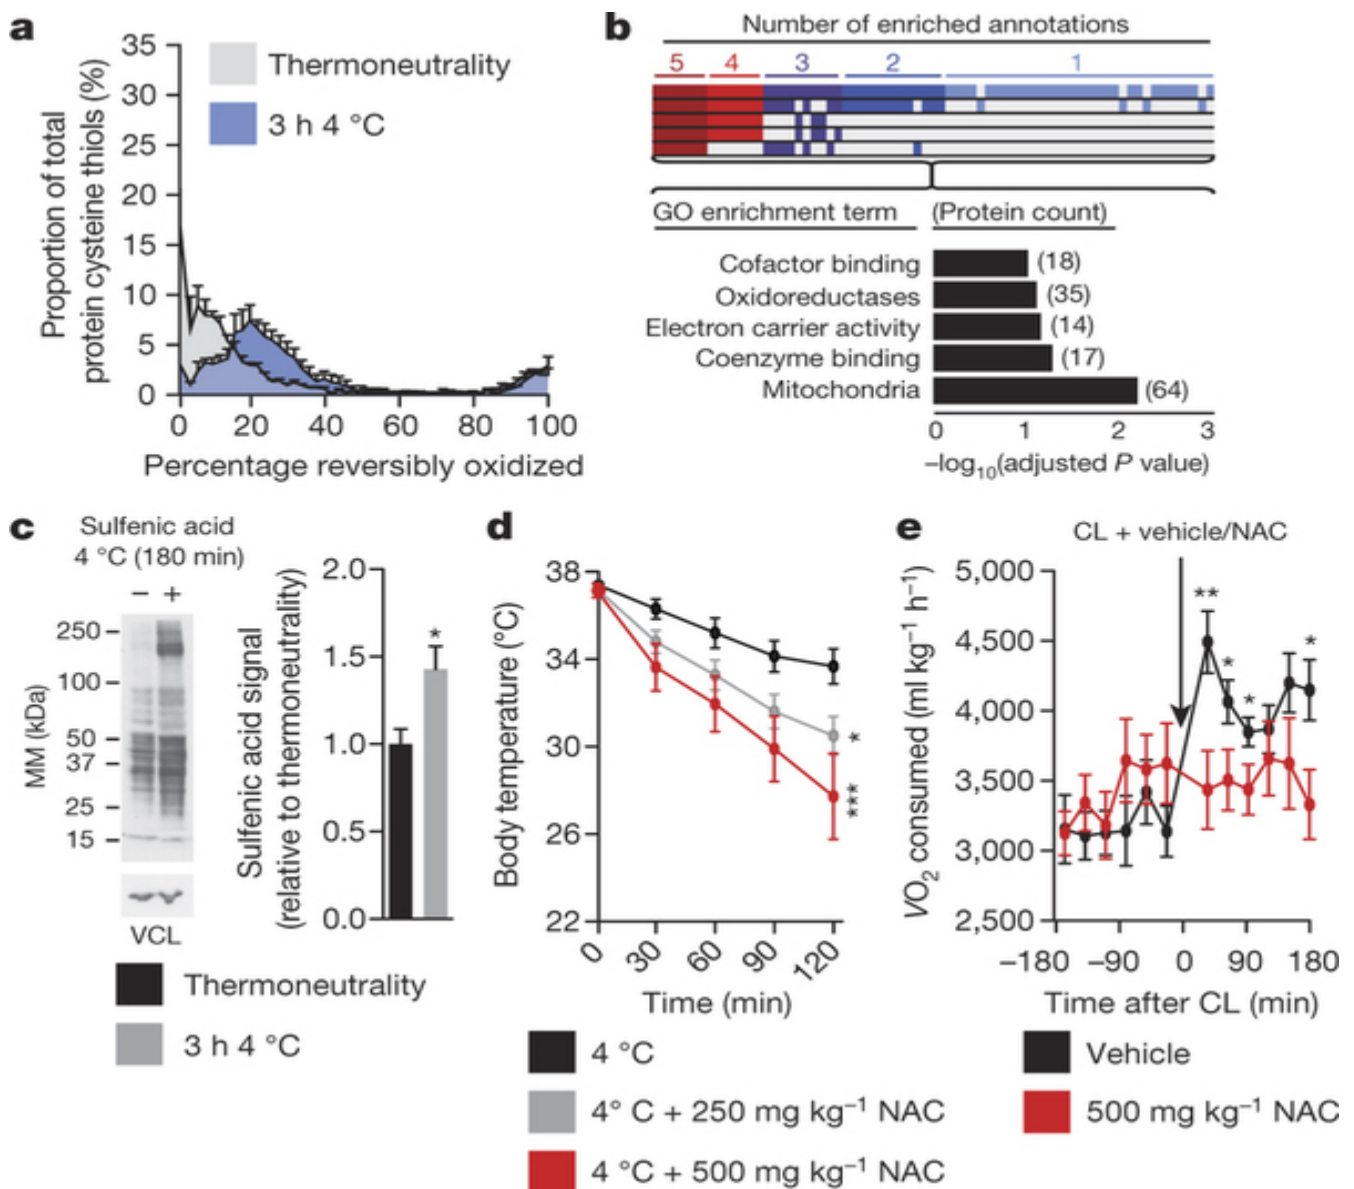 a
Proportion of total
protein cysteine thiols (%)
35
30
25
20
15
10
5
0
Thermoneutrality
3 h 4 °C
0 20 40 60 80 100
Percentage reversibly oxidized
b
Number of enriched annotations
5 4 3 2 1
GO enrichment term (Protein count)
Cofactor binding (18)
Oxidoreductases (35)
Electron carrier activity (14)
Coenzyme binding (17)
Mitochondria (64)
0 1 2 3
–log10(adjusted P value)
c
Sulfenic acid
4 °C (180 min)
– +
MM (kDa)
250
100
50
37
25
15
VCL
Sulfenic acid signal
(relative to thermoneutrality)
2.0
1.5
1.0
0.5
0.0
*
Thermoneutrality
3 h 4 °C
d
Body temperature (°C)
38
34
30
26
22
*
***
0 30 60 90 120
Time (min)
4 °C
4° C + 250 mg kg–1 NAC
4 °C + 500 mg kg–1 NAC
e
CL + vehicle/NAC
VO2 consumed (ml kg–1 h–1)
5,000
4,500
4,000
3,500
3,000
2,500
**
*
*
*
–180 –90 0 90 180
Time after CL (min)
Vehicle
500 mg kg–1 NAC